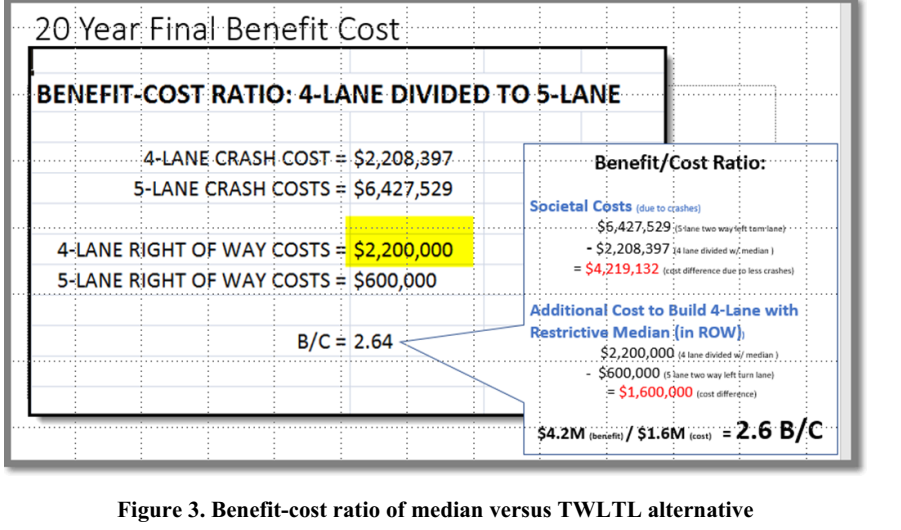 20 Year Final Benefit Cost
BENEFIT-COST RATIO: 4-LANE DIVIDED TO 5-LANE
4-LANE CRASH COST = $2,208,397
5-LANE CRASH COSTS = $6,427,529
4-LANE RIGHT OF WAY COSTS = $2,200,000
5-LANE RIGHT OF WAY COSTS = $600,000
B/C = 2.64
Benefit/Cost Ratio:
Societal Costs (due to crashes)
$6,427,529 (5 lane two way left turn lane)
- $2,208,397 (4 lane divided w/ median )
= $4,219,132 (cost difference due to less crashes)
Additional Cost to Build 4-Lane with
Restrictive Median (in ROW)
$2,200,000 (4 lane divided w/ median )
- $600,000 (5 lane two way left turn lane)
= $1,600,000 (cost difference)
$4.2M (benefit) / $1.6M (cost) = 2.6 B/C
Figure 3. Benefit-cost ratio of median versus TWLTL alternative